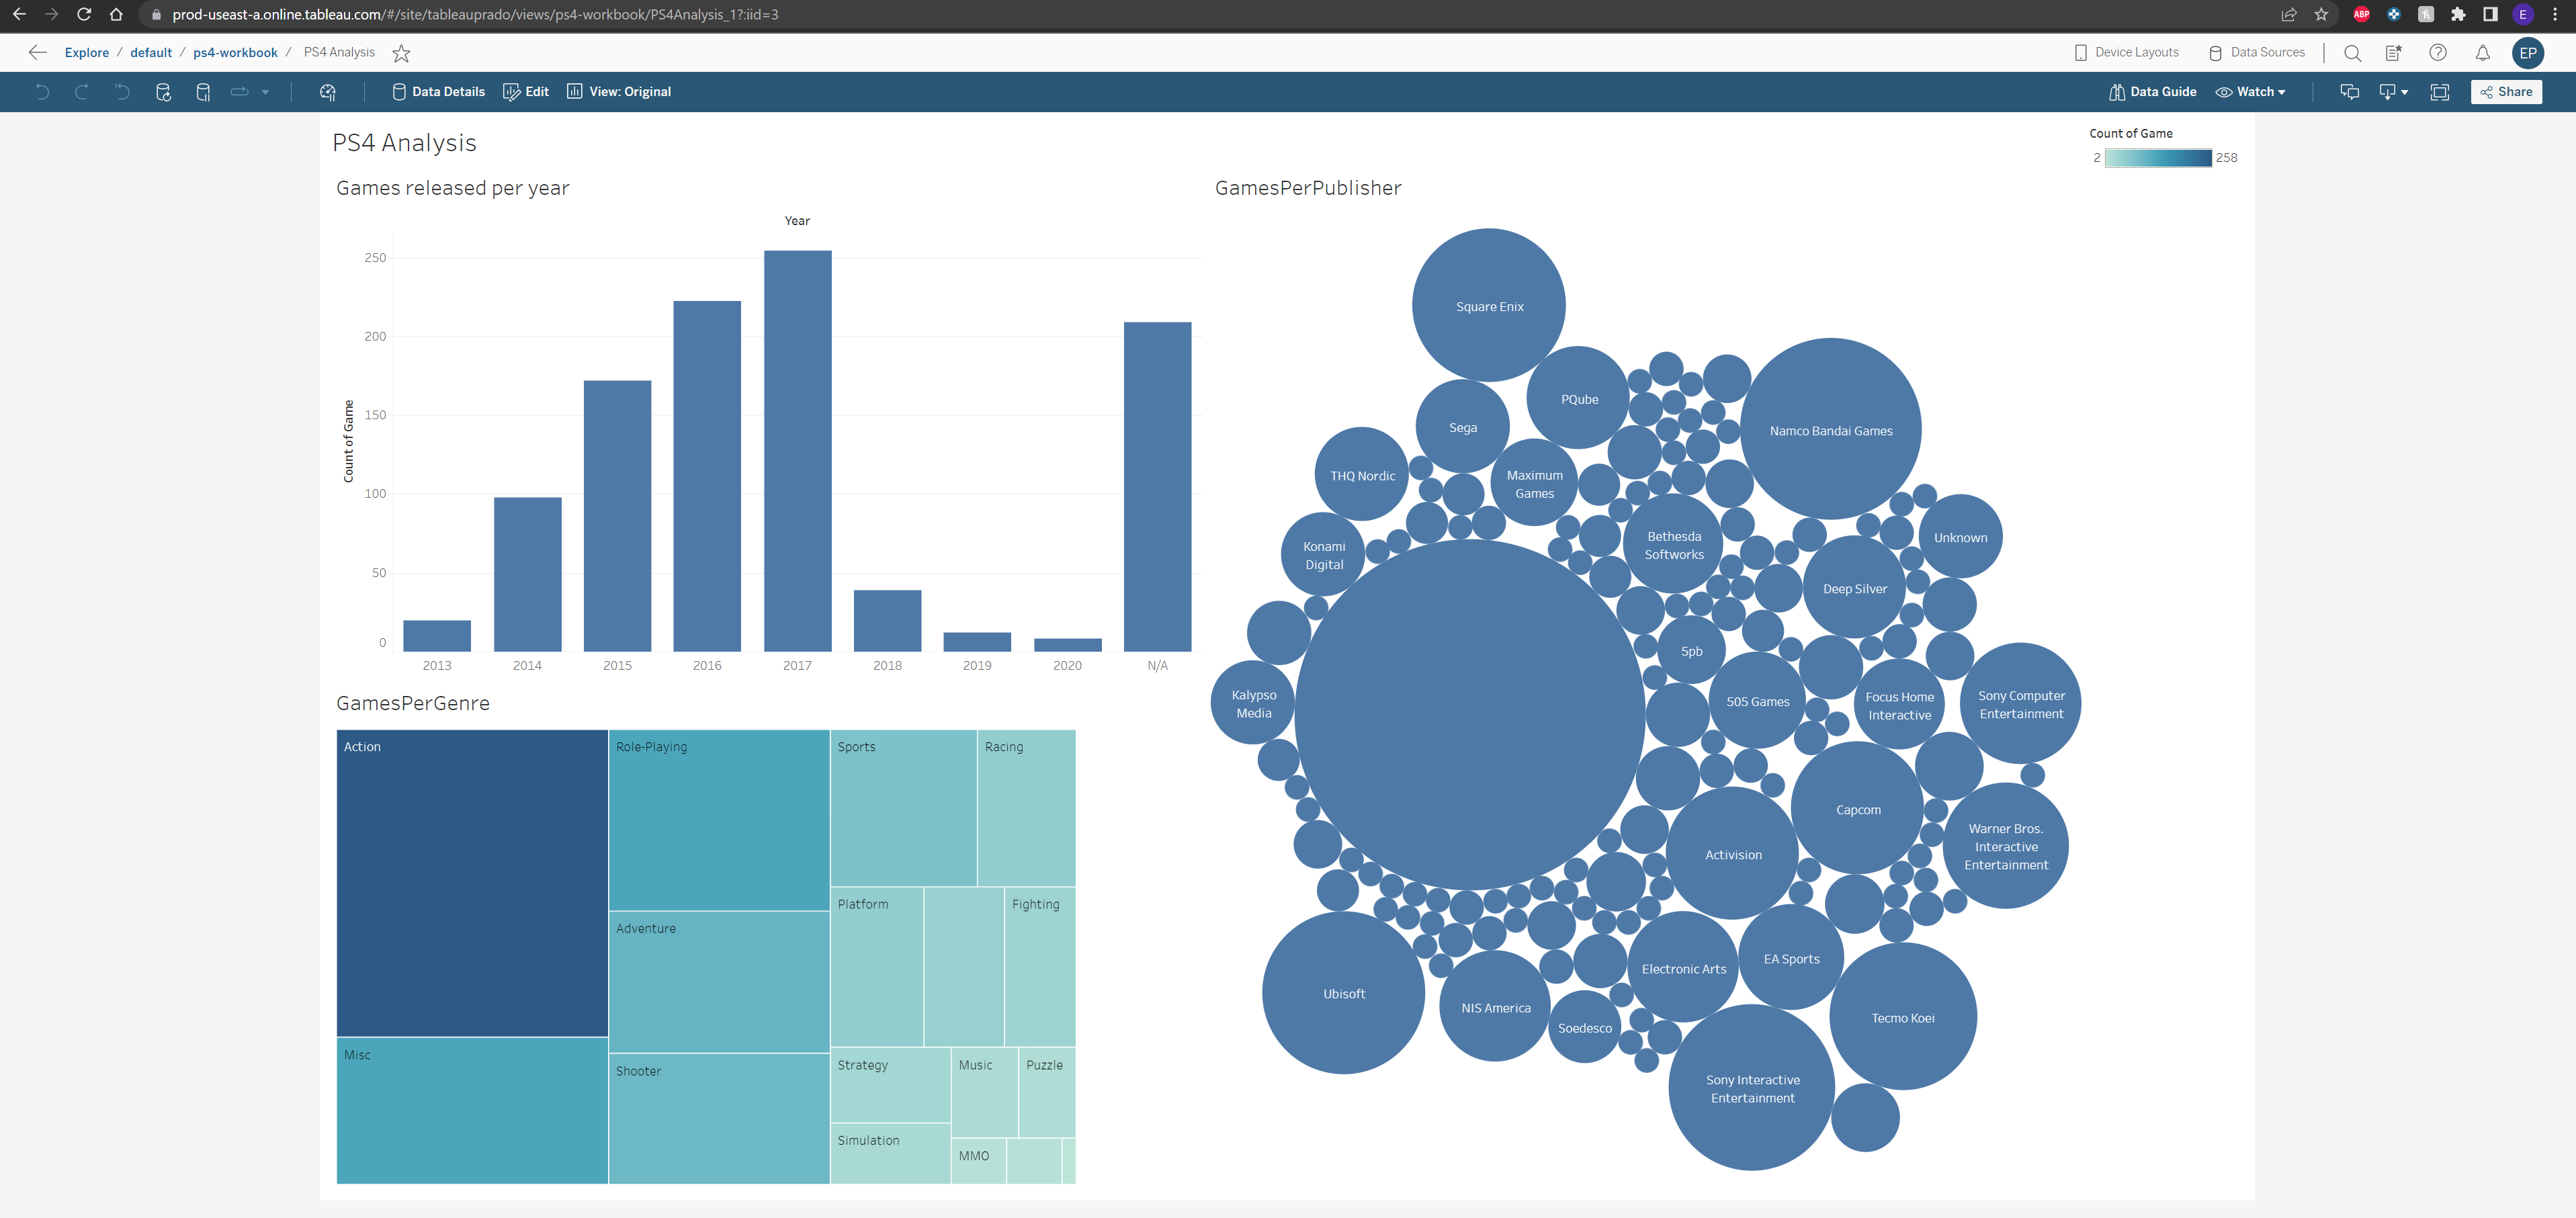 prod-useast-a.online.tableau.com/#/site/tableauprado/views/ps4-workbook/PS4Analysis_1?:iid=3
ABP
E
Explore / default / ps4-workbook / PS4 Analysis
Device Layouts
Data Sources
EP
Data Details
Edit
View: Original
Data Guide
Watch
Share
PS4 Analysis
Count of Game
2
258
Games released per year
Year
Count of Game
250
200
150
100
50
0
2013
2014
2015
2016
2017
2018
2019
2020
N/A
GamesPerGenre
Action
Misc
Role-Playing
Adventure
Shooter
Sports
Racing
Platform
Fighting
Strategy
Simulation
Music
Puzzle
MMO
GamesPerPublisher
Square Enix
PQube
Namco Bandai Games
Sega
THQ Nordic
Maximum
Games
Konami
Digital
Bethesda
Softworks
Unknown
Deep Silver
5pb
Kalypso
Media
505 Games
Focus Home
Interactive
Sony Computer
Entertainment
Capcom
Activision
Warner Bros.
Interactive
Entertainment
Ubisoft
NIS America
Soedesco
Electronic Arts
EA Sports
Tecmo Koei
Sony Interactive
Entertainment